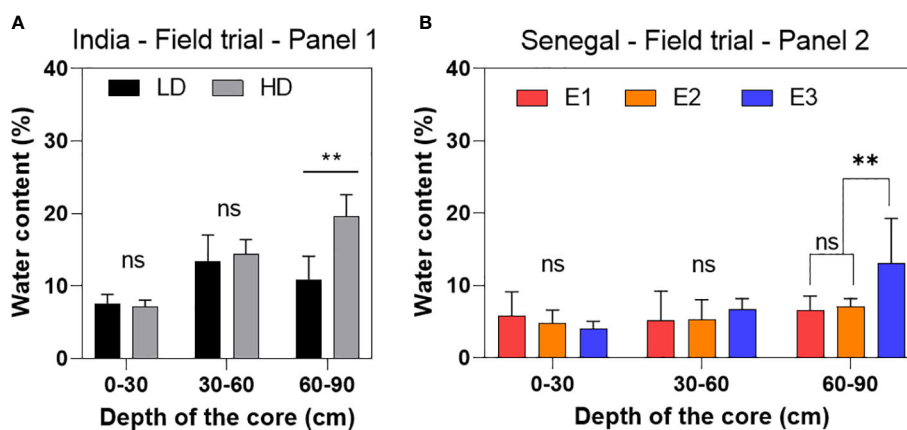 A
India - Field trial - Panel 1
LD HD
Water content (%)
40
30
20
10
0
ns
ns
**
0-30 30-60 60-90
Depth of the core (cm)
B
Senegal - Field trial - Panel 2
E1 E2 E3
Water content (%)
40
30
20
10
0
ns
ns
ns
**
0-30 30-60 60-90
Depth of the core (cm)